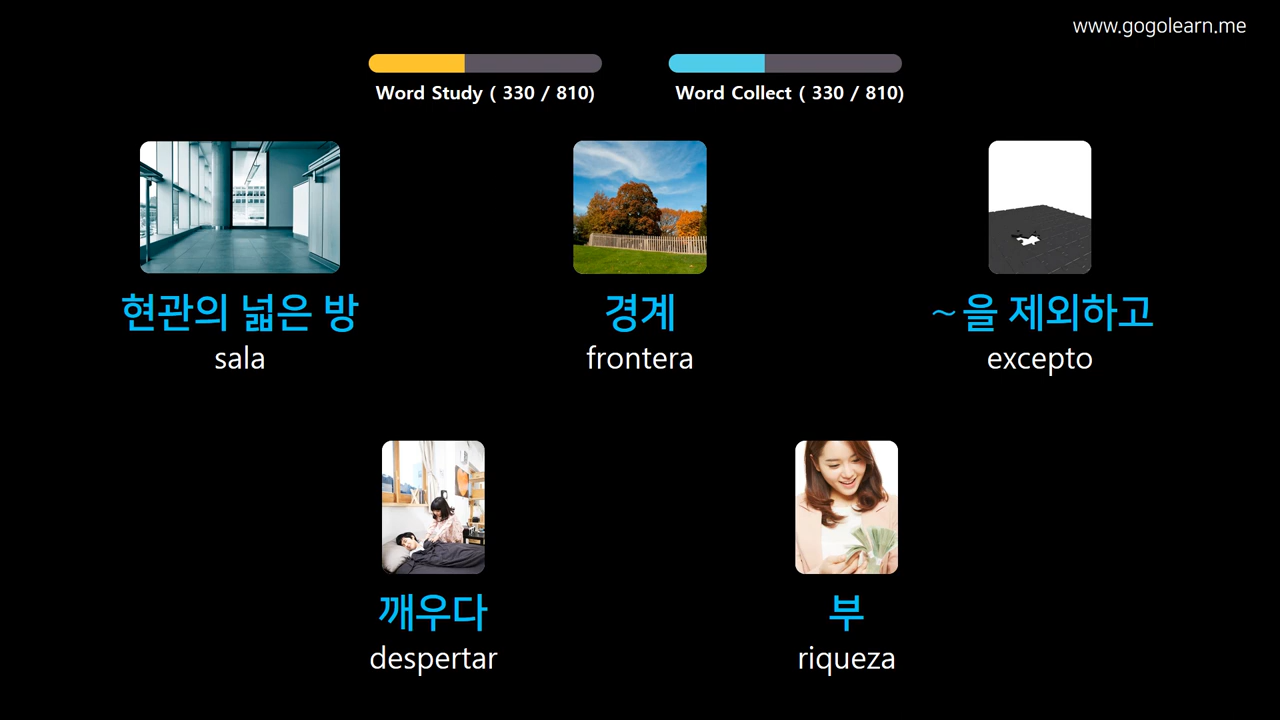 www.gogolearn.me
Word Study ( 330 / 810)
Word Collect ( 330 / 810)
현관의 넓은 방
sala
경계
frontera
~을 제외하고
excepto
깨우다
despertar
부
riqueza